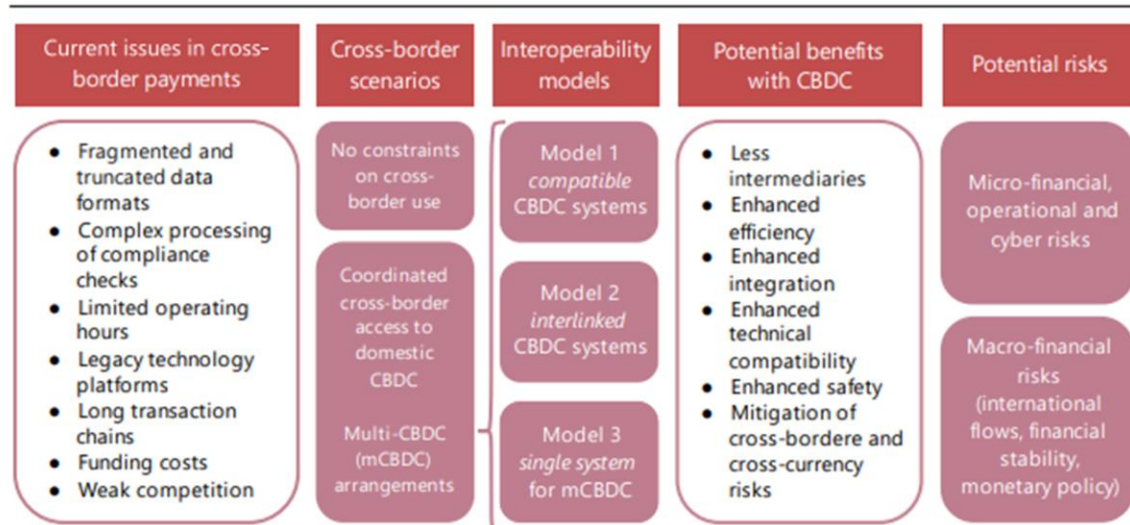 Current issues in cross-
border payments
Cross-border
scenarios
Interoperability
models
Potential benefits
with CBDC
Potential risks
● Fragmented and
truncated data
formats
● Complex processing
of compliance
checks
● Limited operating
hours
● Legacy technology
platforms
● Long transaction
chains
● Funding costs
● Weak competition
No constraints
on cross-
border use
Coordinated
cross-border
access to
domestic
CBDC
Multi-CBDC
(mCBDC)
arrangements
Model 1
compatible
CBDC systems
Model 2
interlinked
CBDC systems
Model 3
single system
for mCBDC
● Less
intermediaries
● Enhanced
efficiency
● Enhanced
integration
● Enhanced
technical
compatibility
● Enhanced safety
● Mitigation of
cross-bordere and
cross-currency
risks
Micro-financial,
operational and
cyber risks
Macro-financial
risks
(international
flows, financial
stability,
monetary policy)